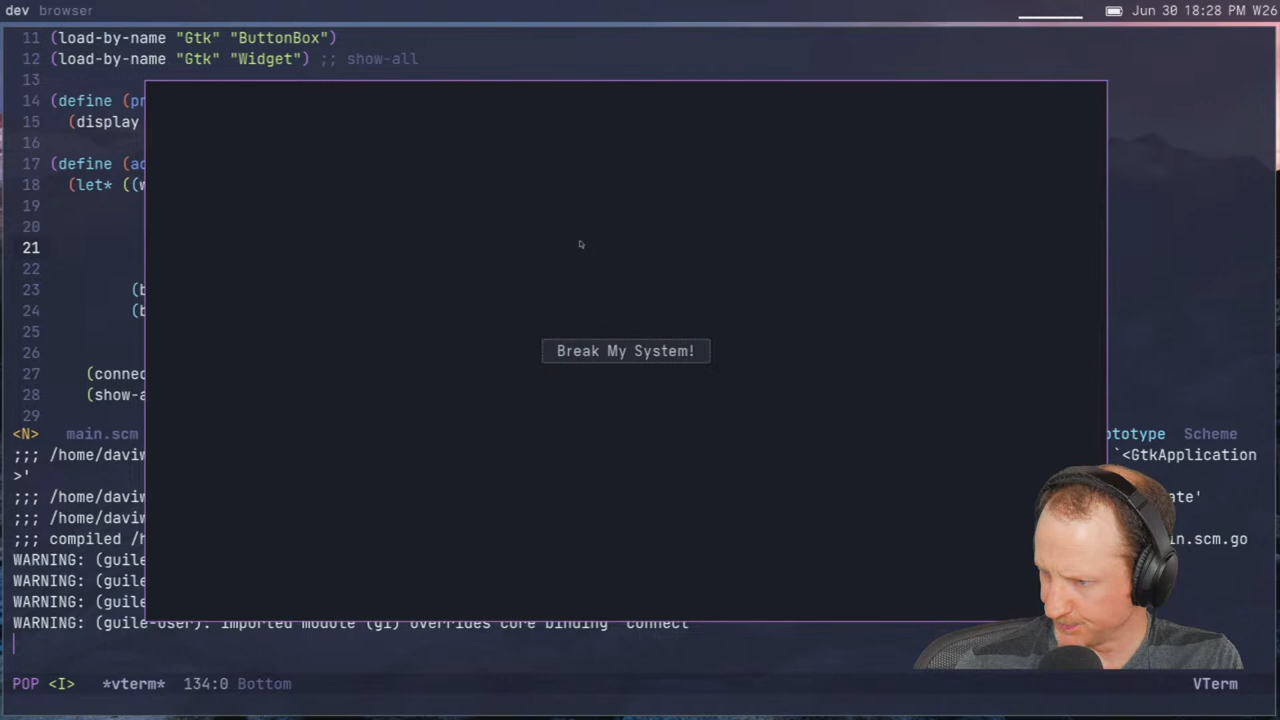 dev browser Jun 30 18:28 PM W26
11 (load-by-name "Gtk" "ButtonBox")
12 (load-by-name "Gtk" "Widget") ;; show-all
13
14 (define (pr
15 (display
16
17 (define (ac
18 (let* ((w
19
20
21
22
23 (b
24 (b
25
26
27 (connec
28 (show-a
29
Break My System!
<N> main.scm ototype Scheme
;;; /home/daviw `<GtkApplication
>'
;;; /home/daviw ate'
;;; /home/daviw
;;; compiled /h in.scm.go
WARNING: (guile
WARNING: (guile
WARNING: (guile
WARNING: (guile-user): imported module (gi) overrides core binding `connect'
POP <I> *vterm* 134:0 Bottom VTerm